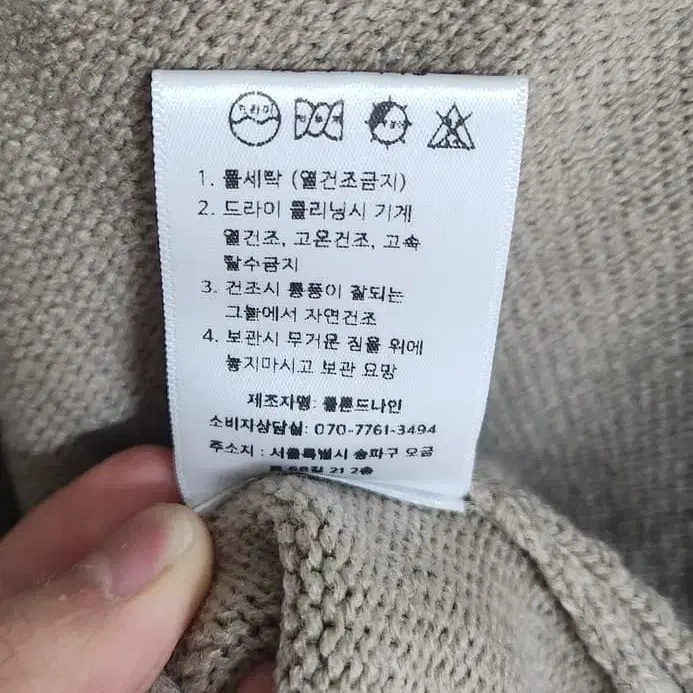 드라이
1. 물세탁 (열건조금지)
2. 드라이 클리닝시 기계
열건조, 고온건조, 고속
탈수금지
3. 건조시 통풍이 잘되는
그늘에서 자연건조
4. 보관시 무거운 짐을 위에
놓지마시고 보관 요망
제조자명: 플랜드나인
소비자상담실: 070-7761-3494
주소지 : 서울특별시 송파구 오금
21 2층